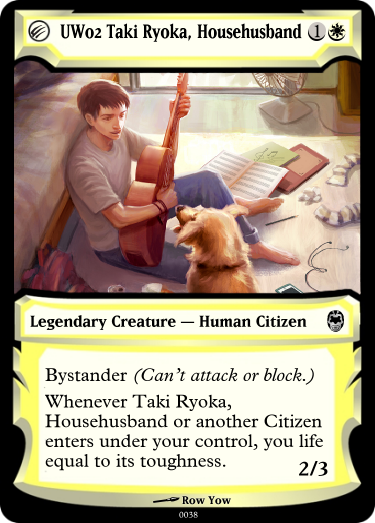 UW02 Taki Ryoka, Househusband 1
Legendary Creature — Human Citizen
Bystander (Can't attack or block.)
Whenever Taki Ryoka,
Househusband or another Citizen
enters under your control, you life
equal to its toughness.
2/3
Row Yow
0038